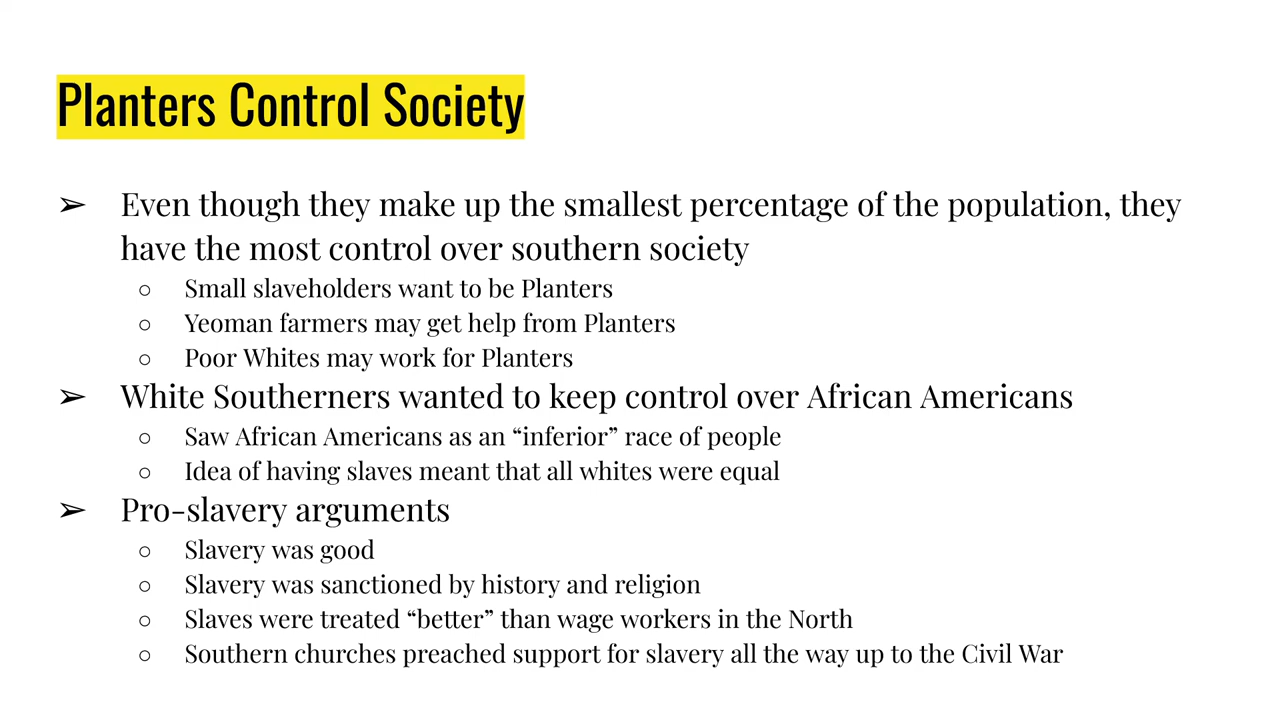 Planters Control Society
➢ Even though they make up the smallest percentage of the population, they
have the most control over southern society
○ Small slaveholders want to be Planters
○ Yeoman farmers may get help from Planters
○ Poor Whites may work for Planters
➢ White Southerners wanted to keep control over African Americans
○ Saw African Americans as an “inferior” race of people
○ Idea of having slaves meant that all whites were equal
➢ Pro-slavery arguments
○ Slavery was good
○ Slavery was sanctioned by history and religion
○ Slaves were treated “better” than wage workers in the North
○ Southern churches preached support for slavery all the way up to the Civil War